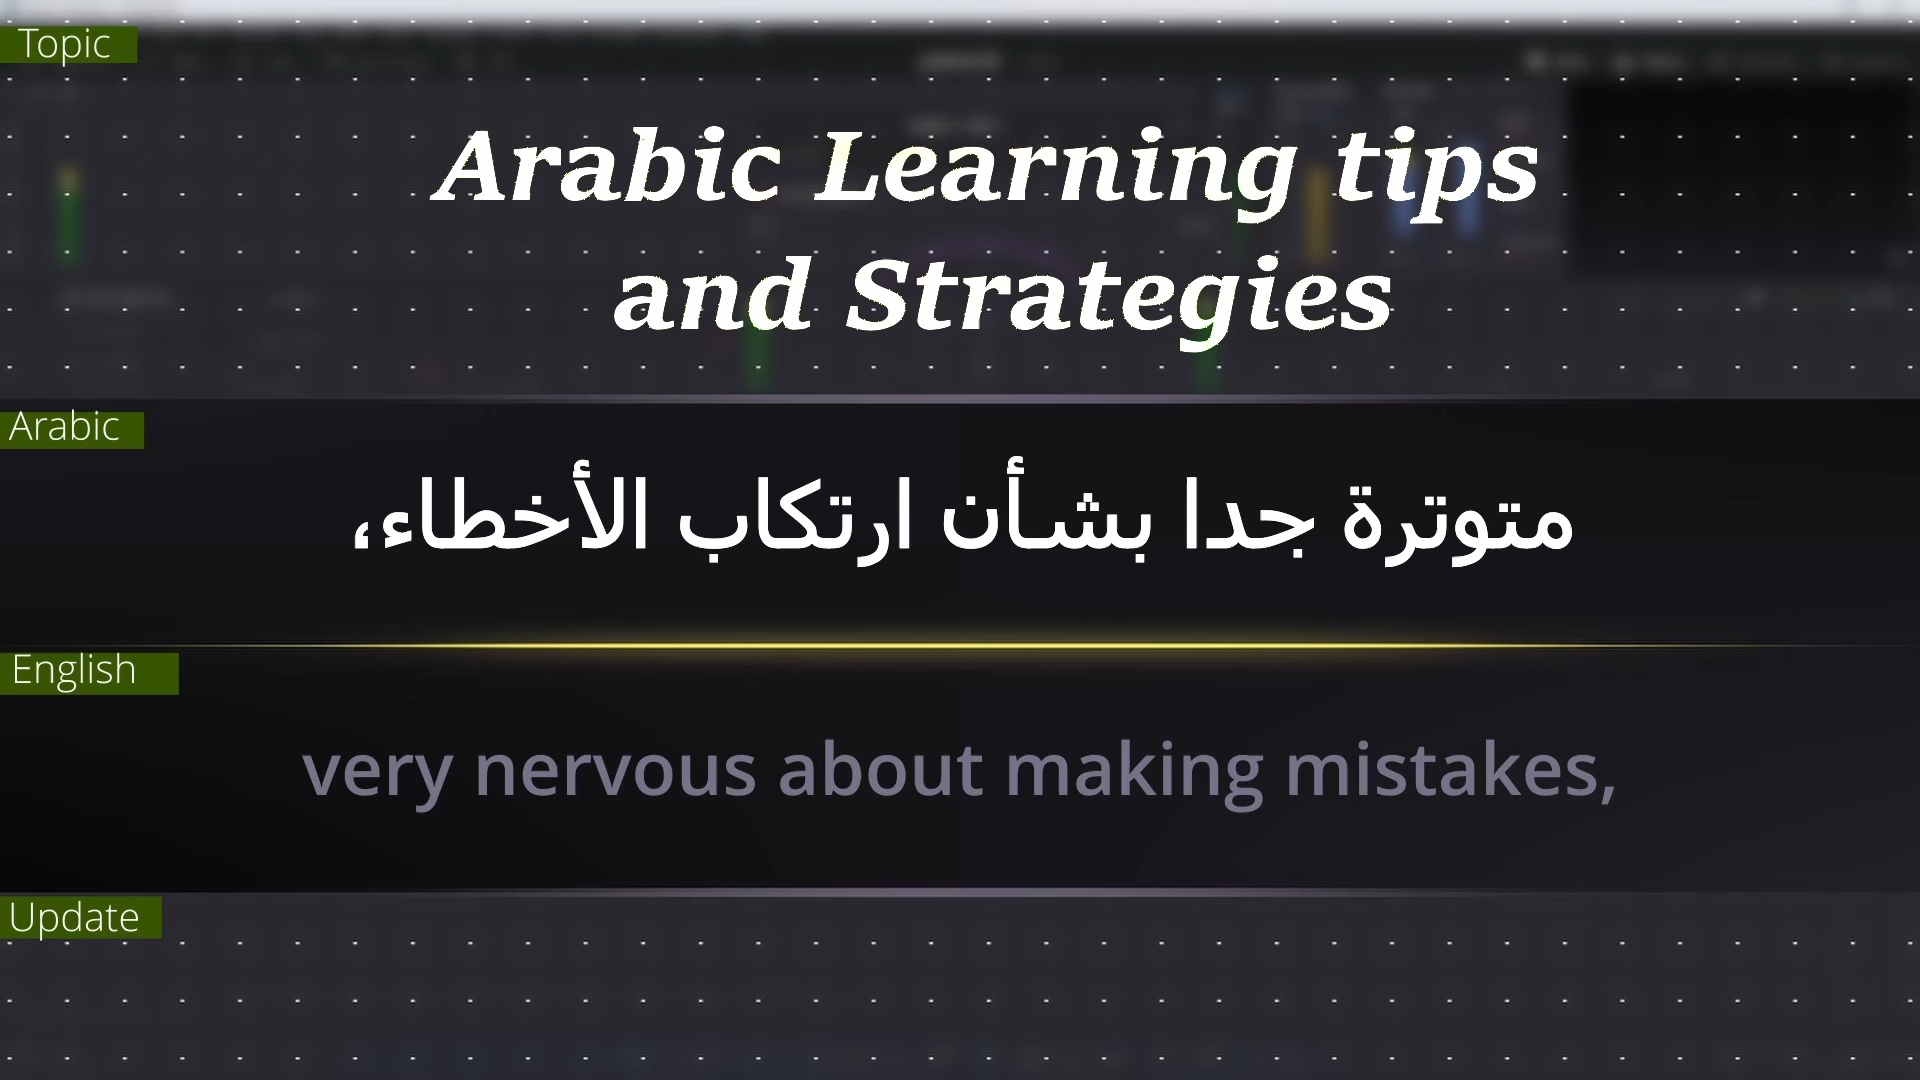 Topic
Arabic Learning tips
and Strategies
Arabic
متوترة جدا بشأن ارتكاب الأخطاء،
English
very nervous about making mistakes,
Update